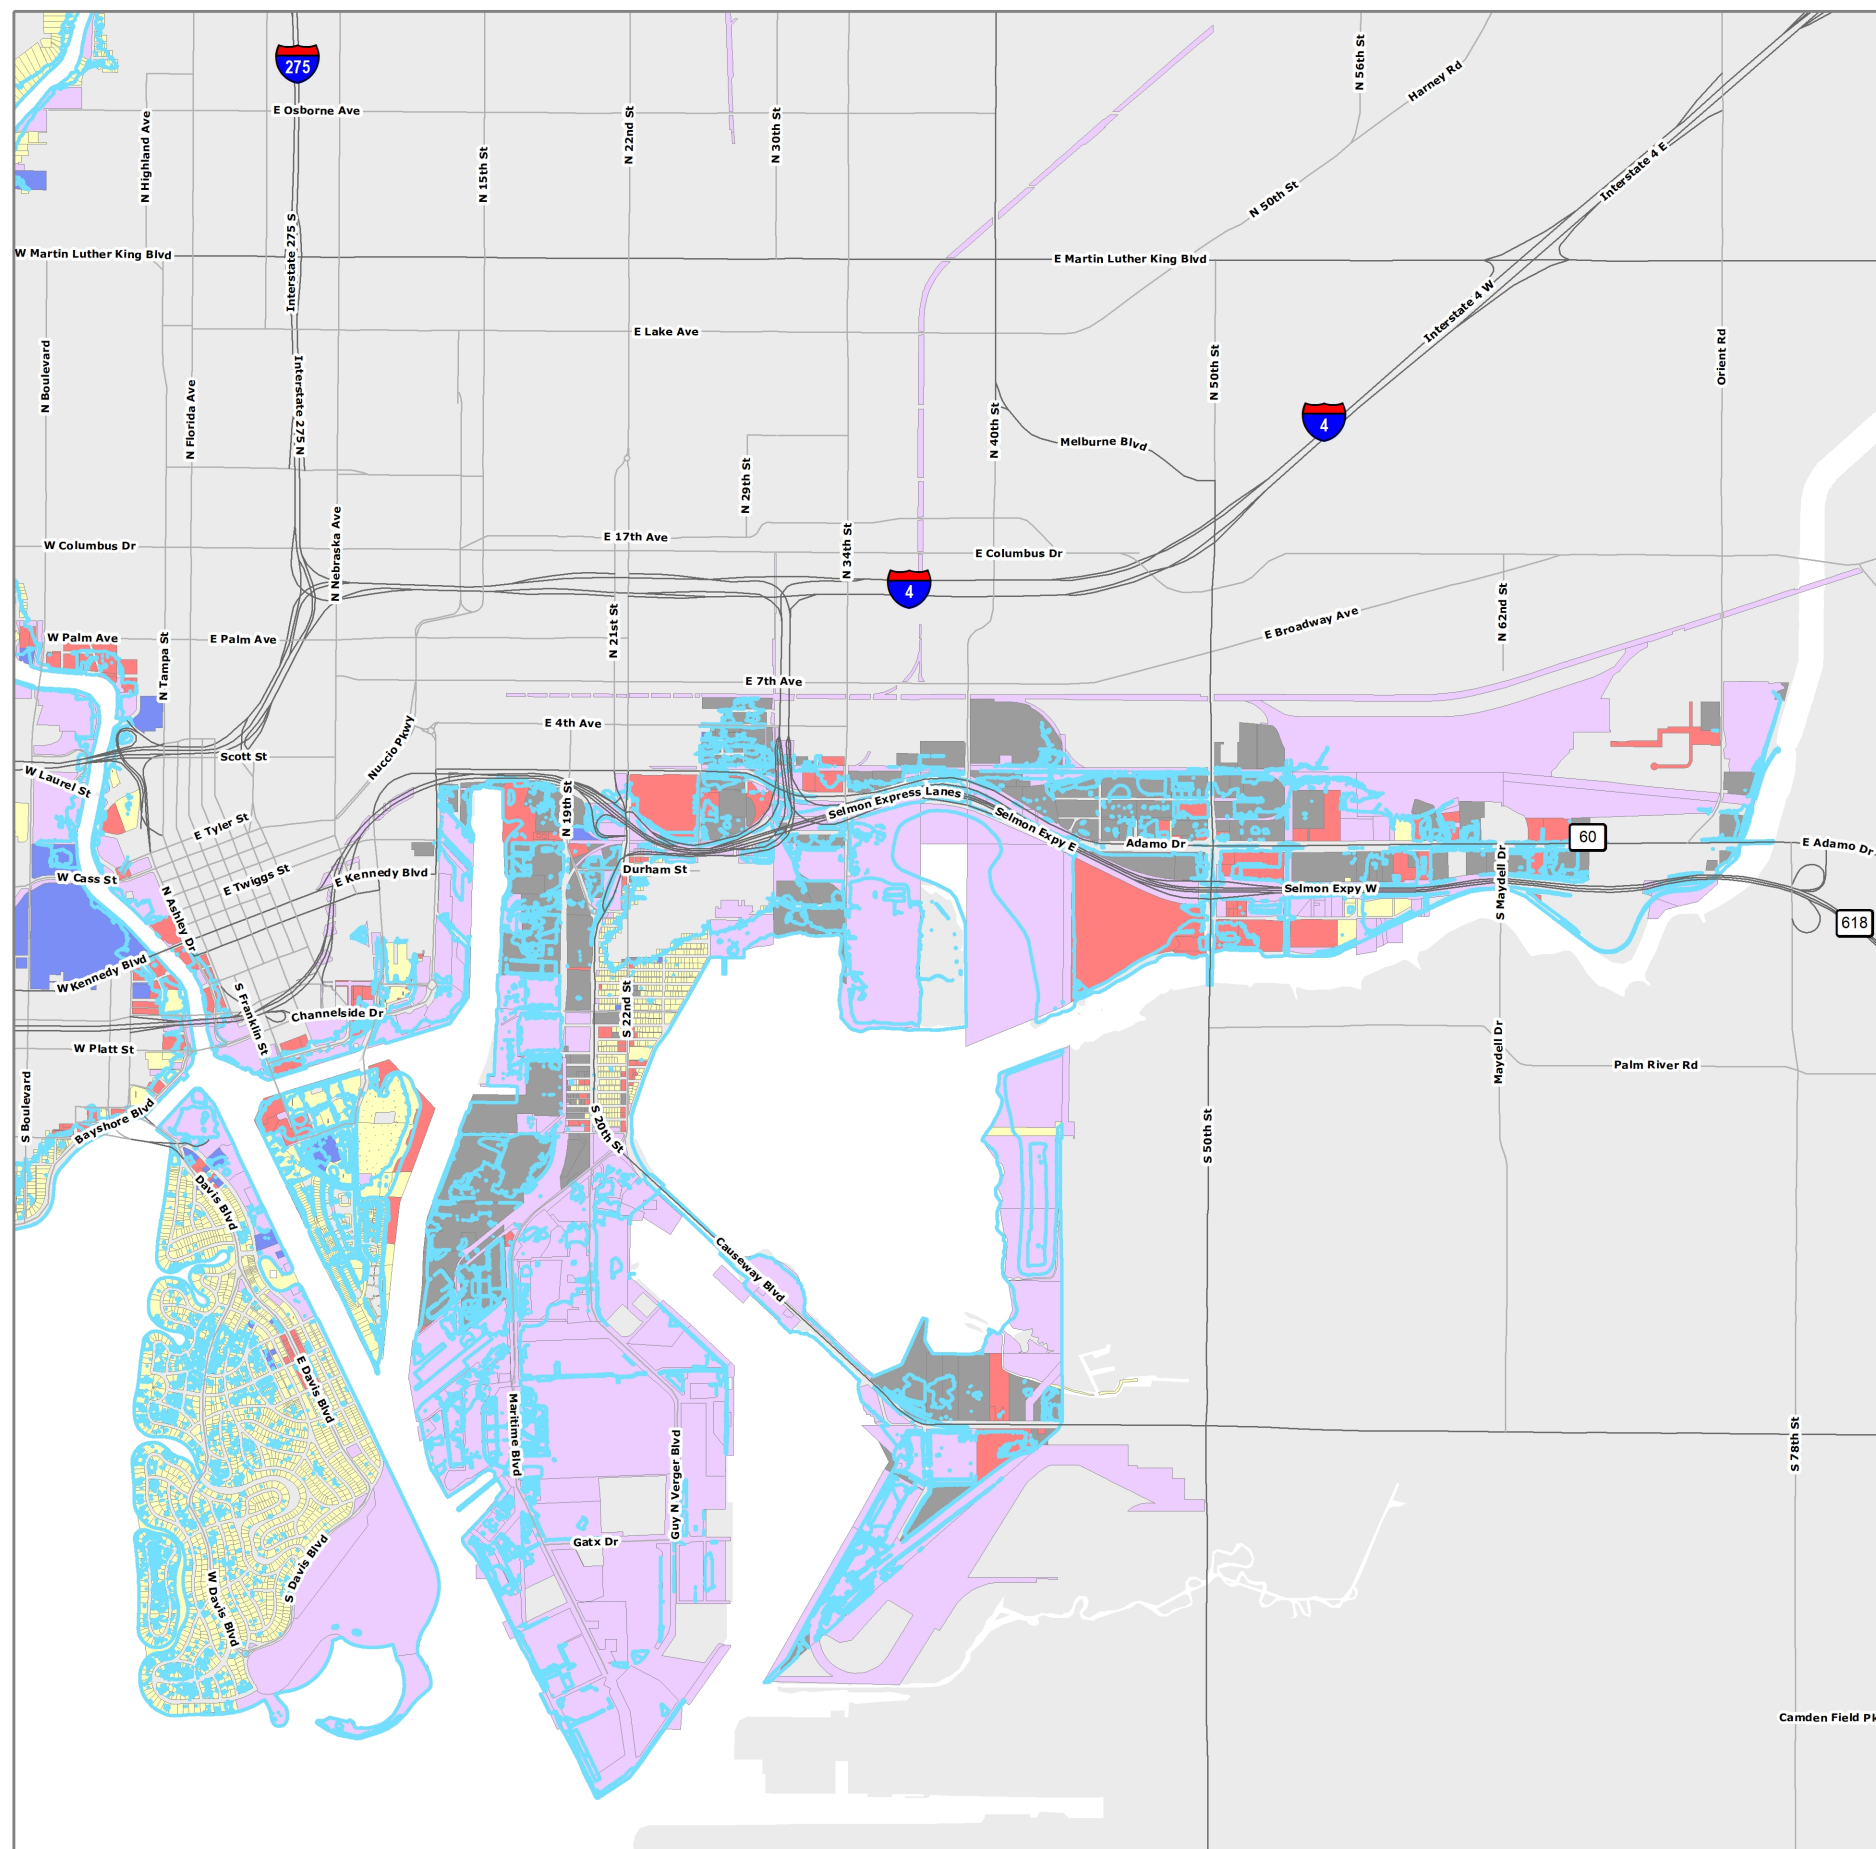 275
N 56th St
Harney Rd
E Osborne Ave
N Highland Ave
N 22nd St
N 30th St
N 15th St
Interstate 4 E
N 50th St
Interstate 275 S
W Martin Luther King Blvd
E Martin Luther King Blvd
Interstate 4 W
E Lake Ave
N Boulevard
N Florida Ave
Interstate 275 N
N 50th St
Orient Rd
4
N 40th St
Melburne Blvd
N 29th St
W Columbus Dr
N Nebraska Ave
E 17th Ave
N 34th St
E Columbus Dr
4
N 62nd St
E Broadway Ave
W Palm Ave
N Tampa St
E Palm Ave
N 21st St
E 7th Ave
E 4th Ave
Nuccio Pkwy
Scott St
W Laurel St
N 19th St
Selmon Express Lanes
Selmon Expy E
E Tyler St
Adamo Dr
60
E Adamo Dr
Durham St
E Kennedy Blvd
W Cass St
E Twiggs St
Selmon Expy W
S Maydell Dr
618
N Ashley Dr
W Kennedy Blvd
S Franklin St
Channelside Dr
S 22nd St
W Platt St
Maydell Dr
Palm River Rd
S Boulevard
Bayshore Blvd
S 20th St
S 50th St
Davis Blvd
Causeway Blvd
E Davis Blvd
Maritime Blvd
Guy N Verger Blvd
S 78th St
Gatx Dr
S Davis Blvd
W Davis Blvd
Camden Field Pk